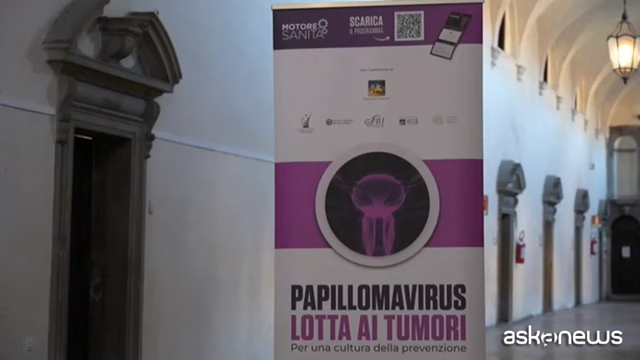 MOTORE
SANITÀ
SCARICA
IL PROGRAMMA
PAPILLOMAVIRUS
LOTTA AI TUMORI
Per una cultura della prevenzione
askanews